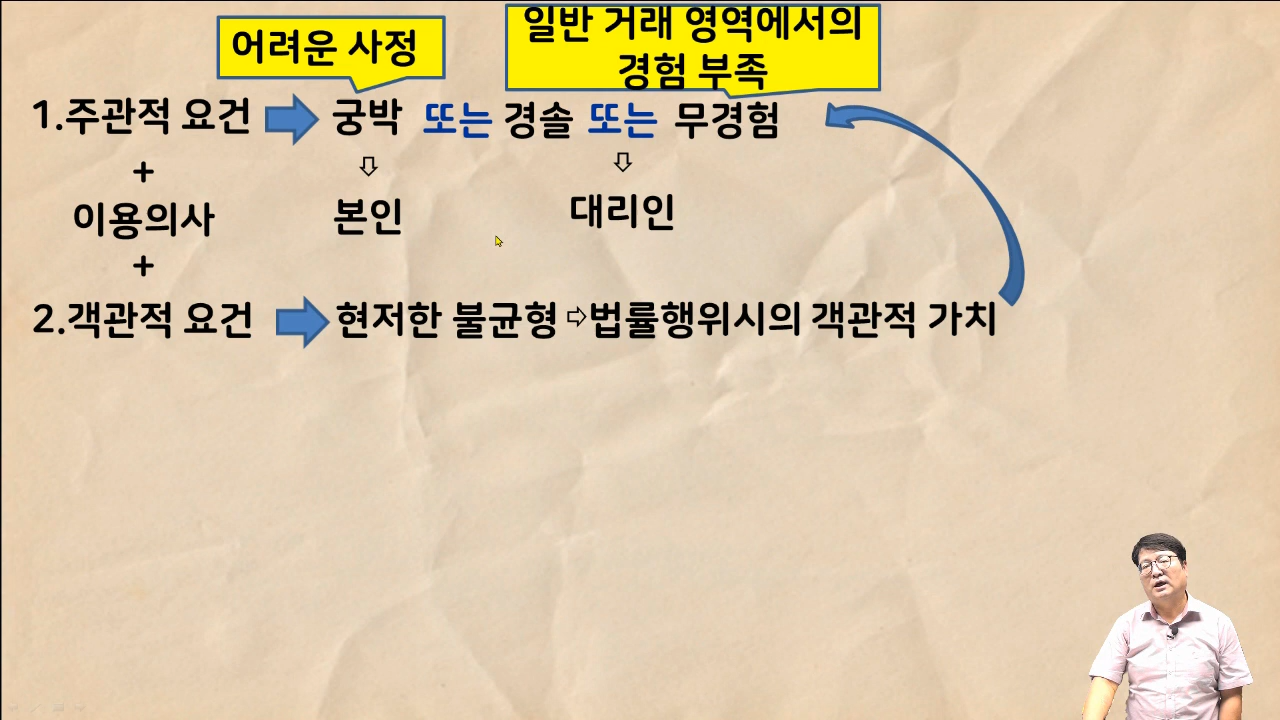 어려운 사정
일반 거래 영역에서의
경험 부족
1.주관적 요건 궁박 또는 경솔 또는 무경험
+
이용의사 본인 대리인
+
2.객관적 요건 현저한 불균형 ⇨법률행위시의 객관적 가치